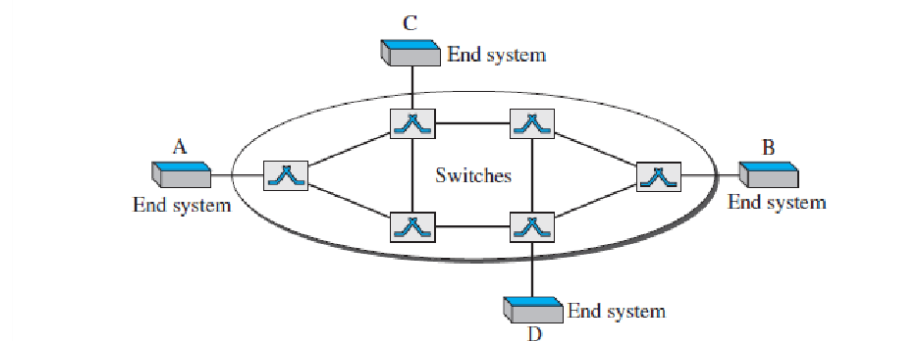 C
End system
A
End system
Switches
B
End system
End system
D